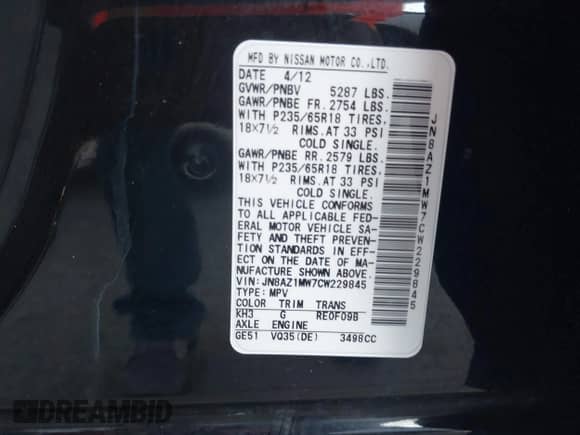 MFD BY NISSAN MOTOR CO.,LTD.
DATE 4/12
GVWR/PNBV 5287 LBS.
GAWR/PNBE FR. 2754 LBS.
WITH P235/65R18 TIRES,
18×7½ RIMS.AT 33 PSI
COLD SINGLE.
GAWR/PNBE RR. 2579 LBS.
WITH P235/65R18 TIRES,
18×7½ RIMS.AT 33 PSI
COLD SINGLE.
THIS VEHICLE CONFORMS
TO ALL APPLICABLE FED-
ERAL MOTOR VEHICLE SA-
FETY AND THEFT PREVEN-
TION STANDARDS IN EFF-
ECT ON THE DATE OF MA-
NUFACTURE SHOWN ABOVE.
VIN:JN8AZ1MW7CW229845
TYPE:MPV
COLOR TRIM TRANS
KH3 G RE0F09B
AXLE ENGINE
GE51 VQ35(DE) 3498CC
JN8AZ1MW7CW229845
DREAMBID